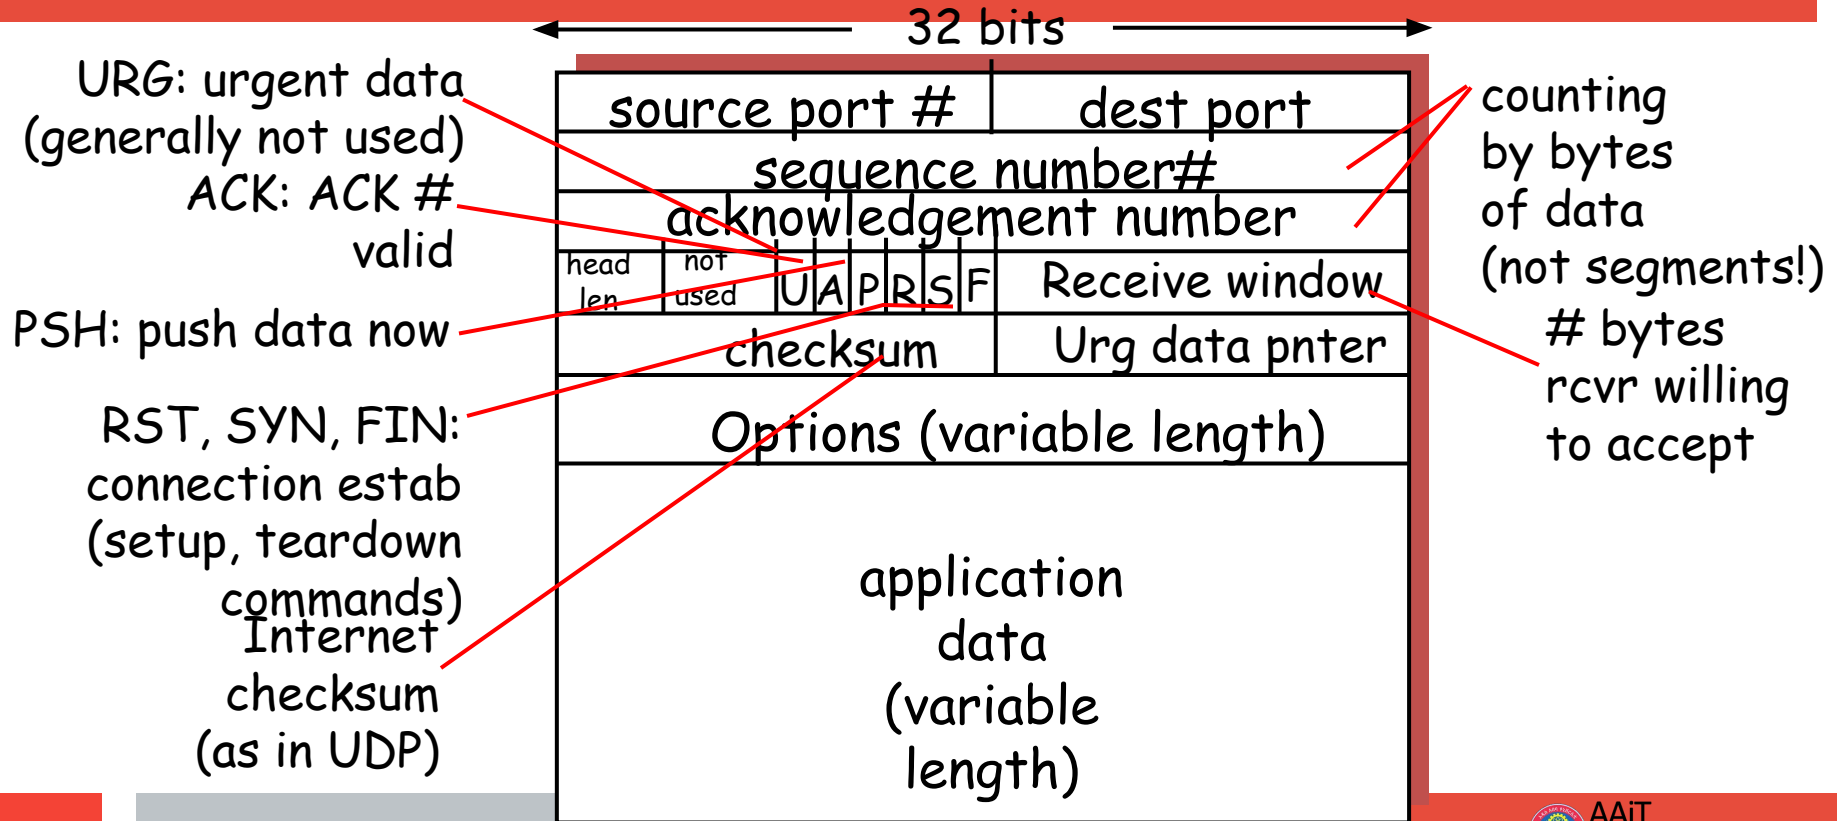 32 bits
URG: urgent data
(generally not used)
ACK: ACK #
valid
PSH: push data now
RST, SYN, FIN:
connection estab
(setup, teardown
commands)
Internet
checksum
(as in UDP)
source port #
dest port
sequence number#
acknowledgement number
head
len
not
used
U
A
P
R
S
F
Receive window
checksum
Urg data pnter
Options (variable length)
application
data
(variable
length)
counting
by bytes
of data
(not segments!)
# bytes
rcvr willing
to accept
AAiT